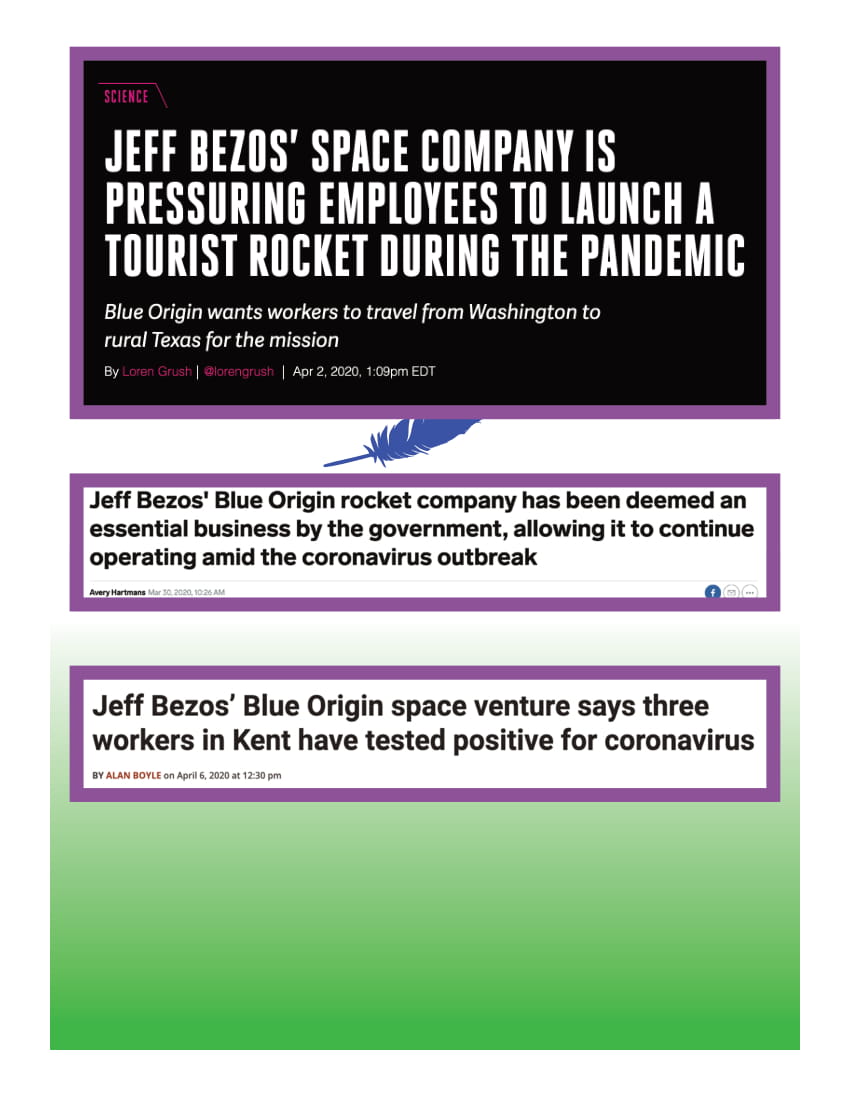 SCIENCE
JEFF BEZOS’ SPACE COMPANY IS
PRESSURING EMPLOYEES TO LAUNCH A
TOURIST ROCKET DURING THE PANDEMIC
Blue Origin wants workers to travel from Washington to
rural Texas for the mission
By Loren Grush | @lorengrush | Apr 2, 2020, 1:09pm EDT
Jeff Bezos' Blue Origin rocket company has been deemed an
essential business by the government, allowing it to continue
operating amid the coronavirus outbreak
Avery Hartmans Mar 30, 2020, 10:26 AM
Jeff Bezos’ Blue Origin space venture says three
workers in Kent have tested positive for coronavirus
BY ALAN BOYLE on April 6, 2020 at 12:30 pm